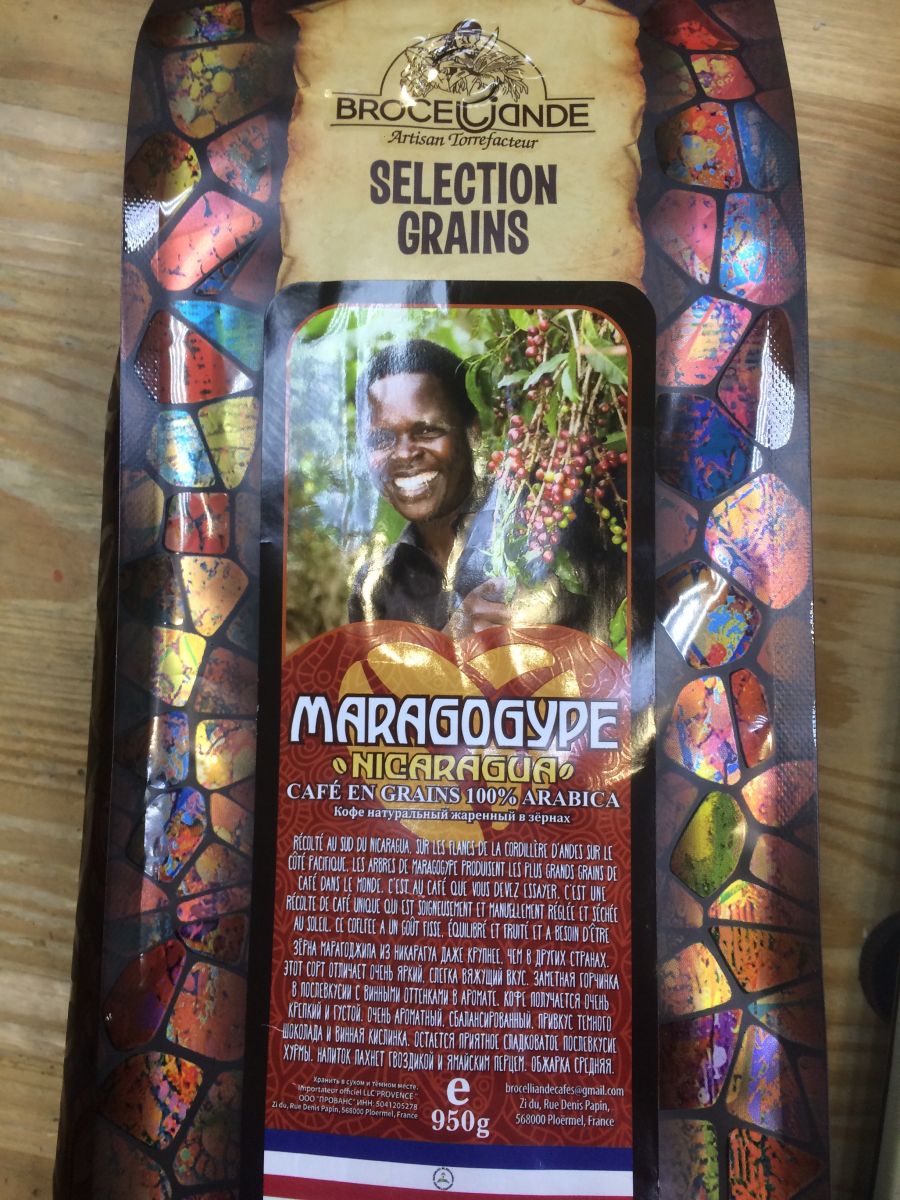 BROCELIANDE
Artisan Torrefacteur
SELECTION
GRAINS
MARAGOGYPE
NICARAGUA
CAFÉ EN GRAINS 100% ARABICA
Кофе натуральный жаренный в зёрнах
RÉCOLTÉ AU SUD DU NICARAGUA, SUR LES FLANCS DE LA CORDILLÈRE D'ANDES SUR LE
CÔTÉ PACIFIQUE, LES ARBRES DE MARAGOGYPE PRODUISENT LES PLUS GRANDS GRAINS DE
CAFÉ DANS LE MONDE. C'EST AU CAFÉ QUE VOUS DEVEZ ESSAYER. C'EST UNE
RÉCOLTE DE CAFÉ UNIQUE QUI EST SOIGNEUSEMENT ET MANUELLEMENT RÉGLÉE ET SÉCHÉE
AU SOLEIL. CE COFLTEE A UN GOÛT FISSE, ÉQUILIBRÉ ET FRUITÉ ET A BESOIN D'ÊTRE
ЗЁРНА МАРАГОДЖИПА ИЗ НИКАРАГУА ДАЖЕ КРУПНЕЕ, ЧЕМ В ДРУГИХ СТРАНАХ.
ЭТОТ СОРТ ОТЛИЧАЕТ ОЧЕНЬ ЯРКИЙ, СЛЕГКА ВЯЖУЩИЙ ВКУС. ЗАМЕТНАЯ ГОРЧИНКА
В ПОСЛЕВКУСИИ С ВИННЫМИ ОТТЕНКАМИ В АРОМАТЕ. КОФЕ ПОЛУЧАЕТСЯ ОЧЕНЬ
КРЕПКИЙ И ГУСТОЙ. ОЧЕНЬ АРОМАТНЫЙ, СБАЛАНСИРОВАННЫЙ. ПРИВКУС ТЕМНОГО
ШОКОЛАДА И ВИННАЯ КИСЛИНКА. ОСТАЕТСЯ ПРИЯТНОЕ СЛАДКОВАТОЕ ПОСЛЕВКУСИЕ
ХУРМЫ. НАПИТОК ПАХНЕТ ГВОЗДИКОЙ И ЯМАЙСКИМ ПЕРЦЕМ. ОБЖАРКА СРЕДНЯЯ.
Хранить в сухом и тёмном месте.
Importateur officiel LLC"PROVENCE"
ООО "ПРОВАНС" ИНН: 5041205278
Zi du, Rue Denis Papin, 568000 Ploermel, France
e
950g
brocelliandecafes@gmail.com
Zi du, Rue Denis Papin,
568000 Ploërmel, France